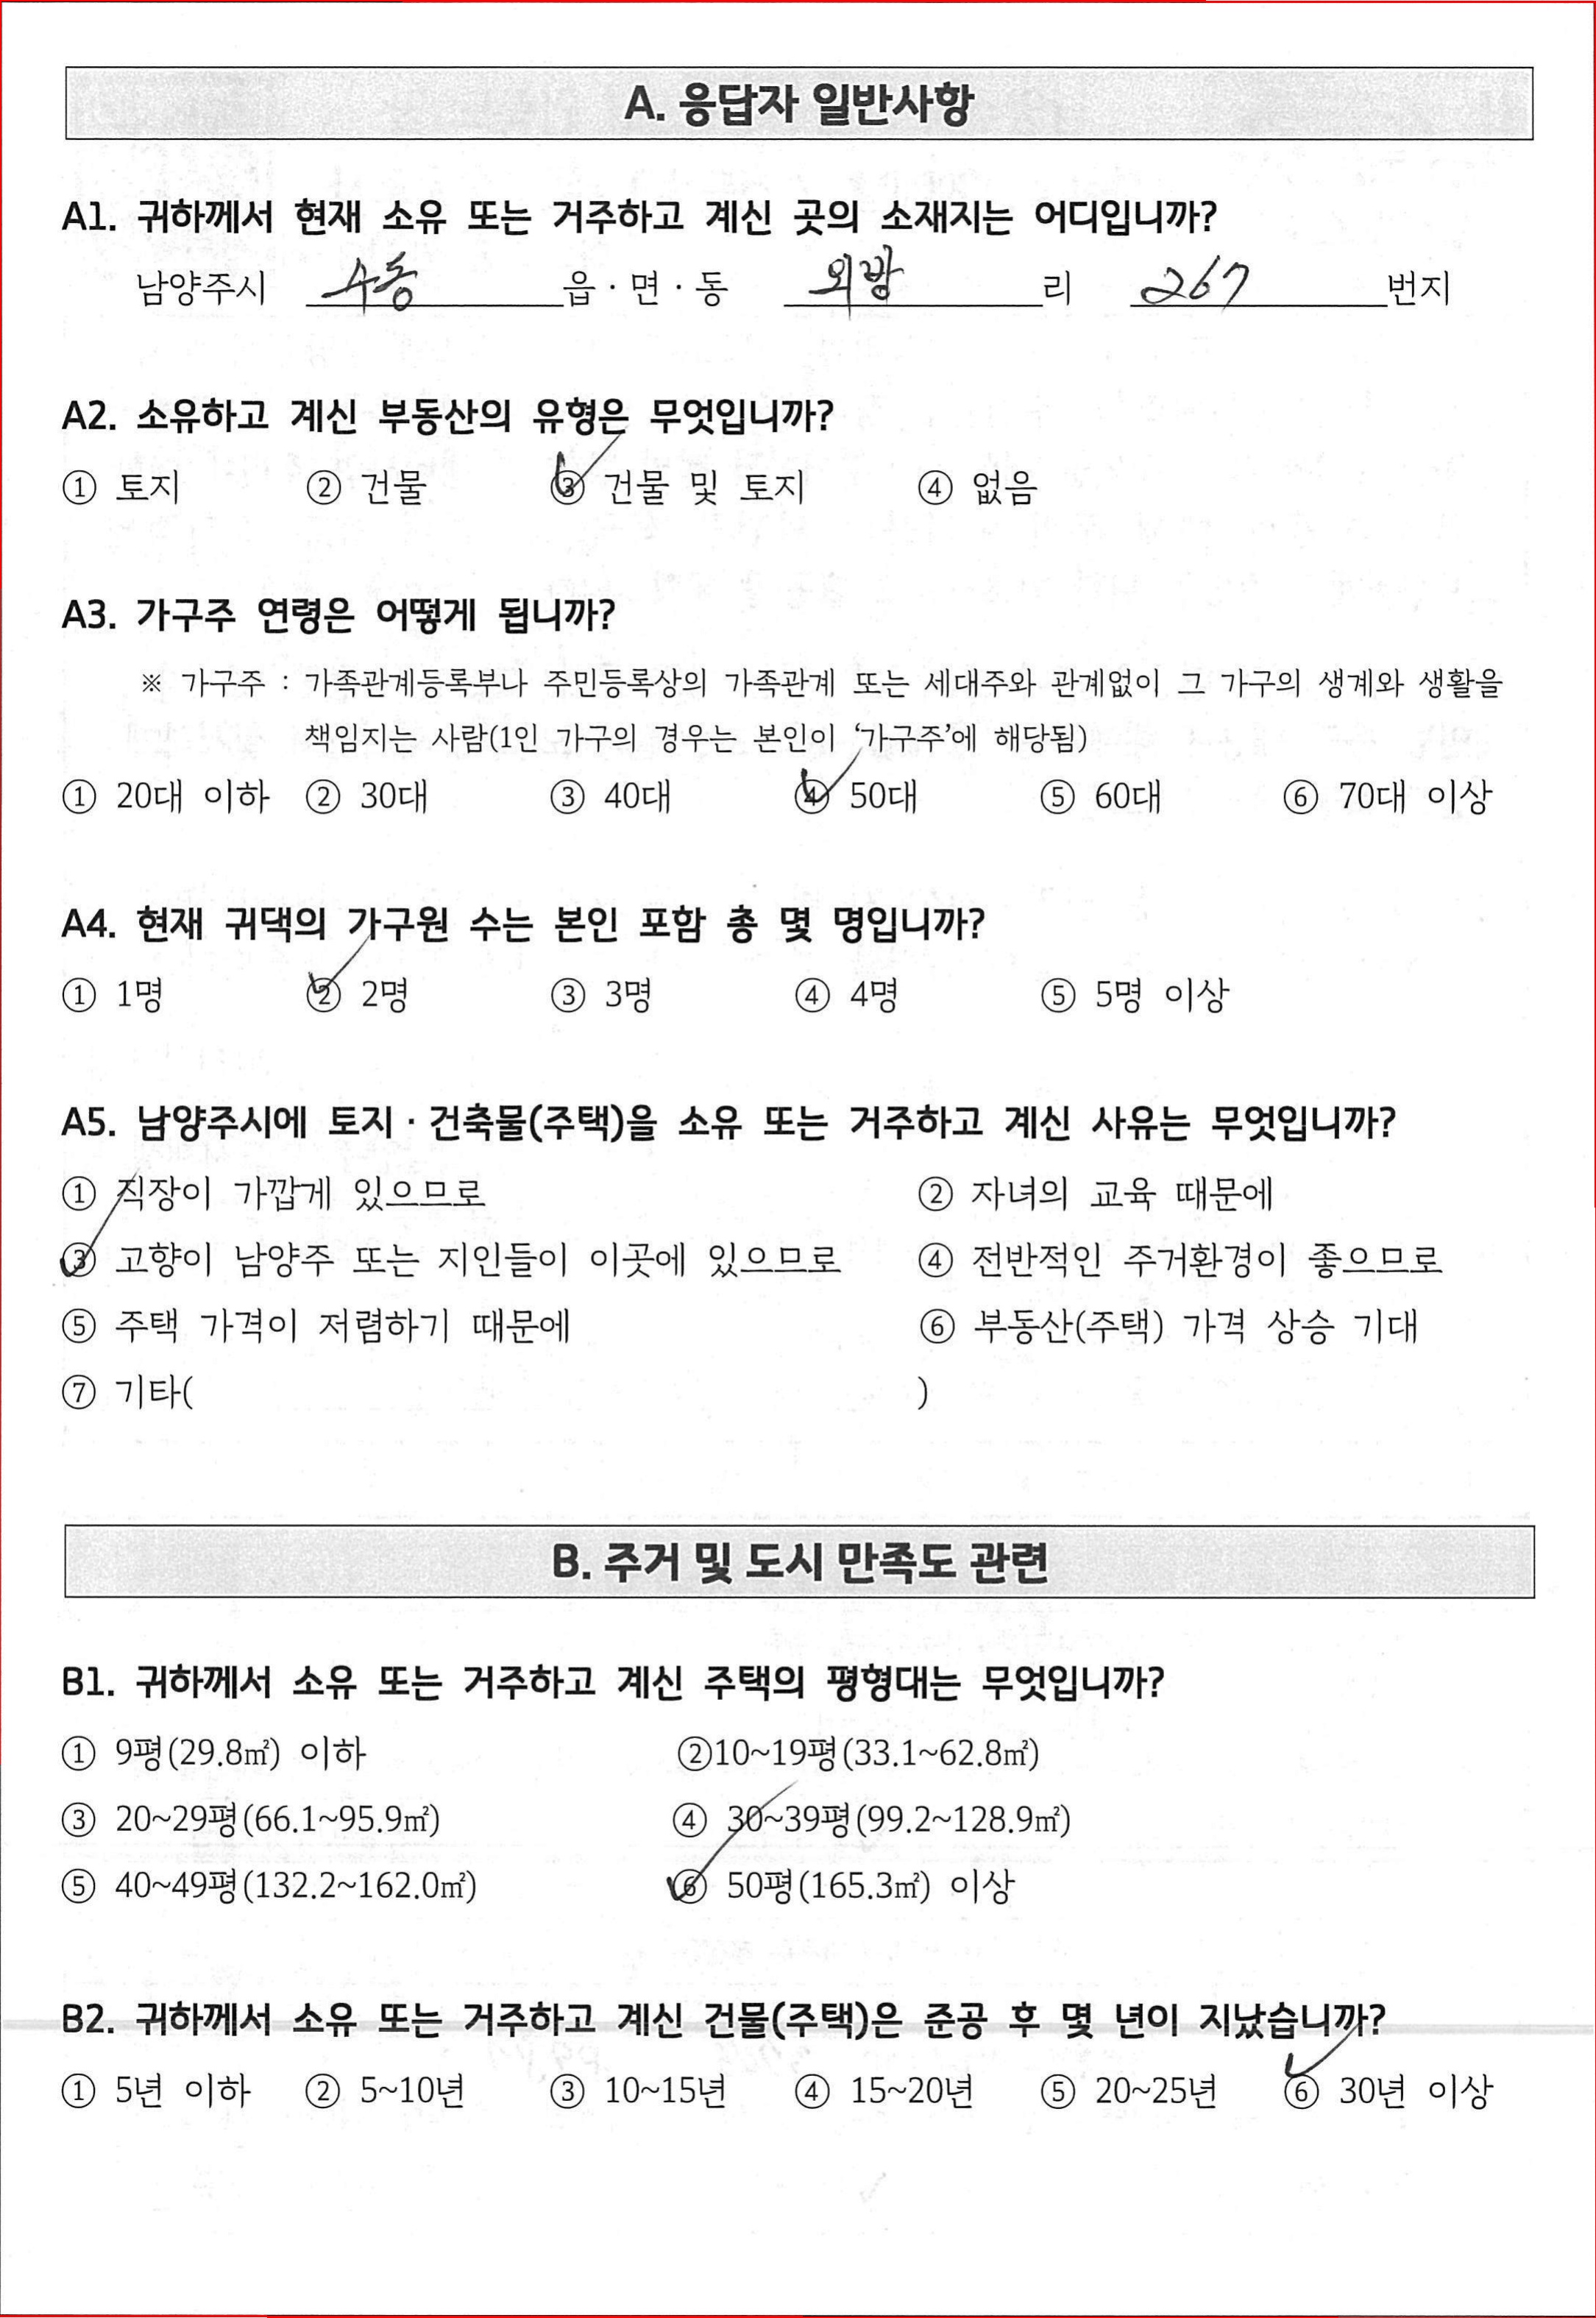 A. 응답자 일반사항
A1. 귀하께서 현재 소유 또는 거주하고 계신 곳의 소재지는 어디입니까?
남양주시 수동 읍·면·동 외방 리 267 번지
A2. 소유하고 계신 부동산의 유형은 무엇입니까?
① 토지 ② 건물 ③ 건물 및 토지 ④ 없음
A3. 가구주 연령은 어떻게 됩니까?
※ 가구주 : 가족관계등록부나 주민등록상의 가족관계 또는 세대주와 관계없이 그 가구의 생계와 생활을
책임지는 사람(1인 가구의 경우는 본인이 ‘가구주’에 해당됨)
① 20대 이하 ② 30대 ③ 40대 ④ 50대 ⑤ 60대 ⑥ 70대 이상
A4. 현재 귀댁의 가구원 수는 본인 포함 총 몇 명입니까?
① 1명 ② 2명 ③ 3명 ④ 4명 ⑤ 5명 이상
A5. 남양주시에 토지·건축물(주택)을 소유 또는 거주하고 계신 사유는 무엇입니까?
① 직장이 가깝게 있으므로 ② 자녀의 교육 때문에
③ 고향이 남양주 또는 지인들이 이곳에 있으므로 ④ 전반적인 주거환경이 좋으므로
⑤ 주택 가격이 저렴하기 때문에 ⑥ 부동산(주택) 가격 상승 기대
⑦ 기타( )
B. 주거 및 도시 만족도 관련
B1. 귀하께서 소유 또는 거주하고 계신 주택의 평형대는 무엇입니까?
① 9평(29.8㎡) 이하 ②10~19평(33.1~62.8㎡)
③ 20~29평(66.1~95.9㎡) ④ 30~39평(99.2~128.9㎡)
⑤ 40~49평(132.2~162.0㎡) ⑥ 50평(165.3㎡) 이상
B2. 귀하께서 소유 또는 거주하고 계신 건물(주택)은 준공 후 몇 년이 지났습니까?
① 5년 이하 ② 5~10년 ③ 10~15년 ④ 15~20년 ⑤ 20~25년 ⑥ 30년 이상